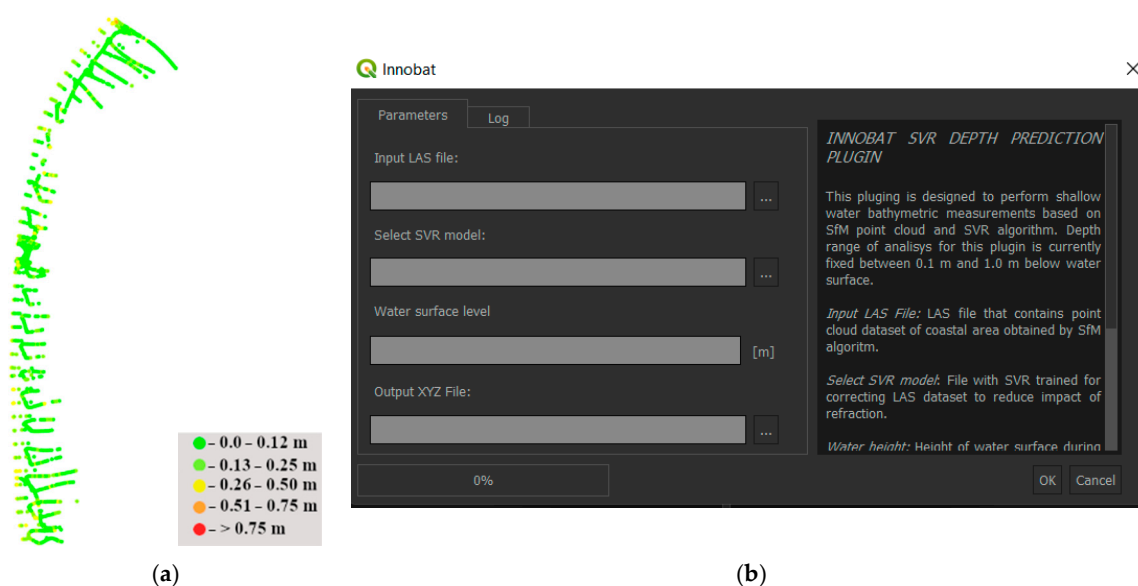 Innobat
Parameters
Log
Input LAS file:
...
Select SVR model:
...
Water surface level
[m]
Output XYZ File:
...
0%
INNOBAT SVR DEPTH PREDICTION
PLUGIN
This pluging is designed to perform shallow
water bathymetric measurements based on
SfM point cloud and SVR algorithm. Depth
range of analisys for this plugin is currently
fixed between 0.1 m and 1.0 m below water
surface.
Input LAS File: LAS file that contains point
cloud dataset of coastal area obtained by SfM
algoritm.
Select SVR model: File with SVR trained for
correcting LAS dataset to reduce impact of
refraction.
Water height: Height of water surface during
OK
Cancel
- 0.0 – 0.12 m
- 0.13 – 0.25 m
- 0.26 – 0.50 m
- 0.51 – 0.75 m
- > 0.75 m
(a)
(b)